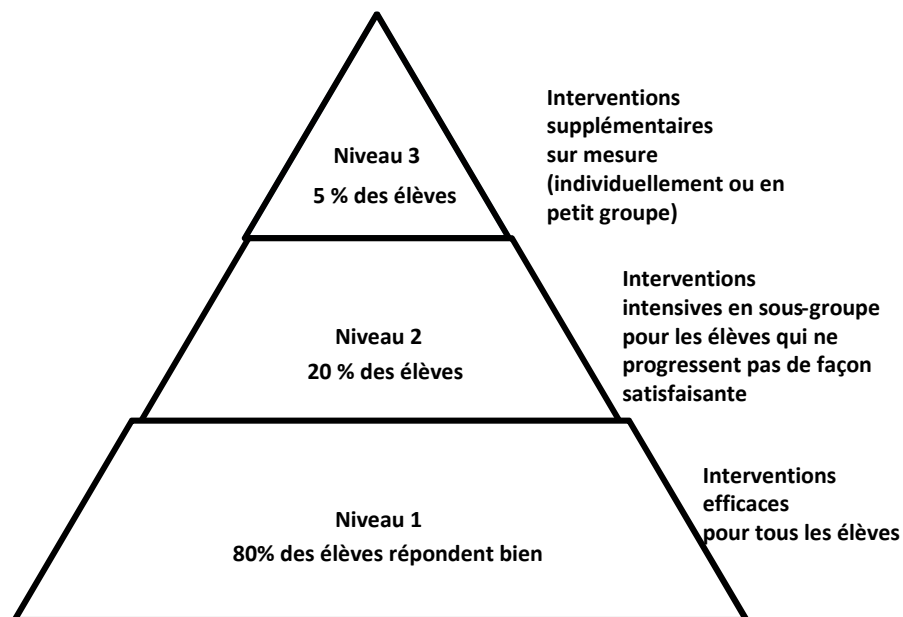 Interventions
supplémentaires
sur mesure
(individuellement ou en
petit groupe)
Niveau 3
5 % des élèves
Interventions
intensives en sous-groupe
pour les élèves qui ne
progressent pas de façon
satisfaisante
Niveau 2
20 % des élèves
Interventions
efficaces
pour tous les élèves
Niveau 1
80% des élèves répondent bien